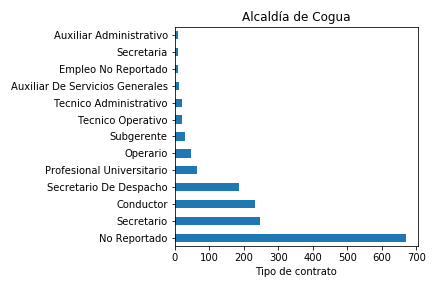 Alcaldía de Cogua
Auxiliar Administrativo
Secretaria
Empleo No Reportado
Auxiliar De Servicios Generales
Tecnico Administrativo
Tecnico Operativo
Subgerente
Operario
Profesional Universitario
Secretario De Despacho
Conductor
Secretario
No Reportado
0 100 200 300 400 500 600 700
Tipo de contrato